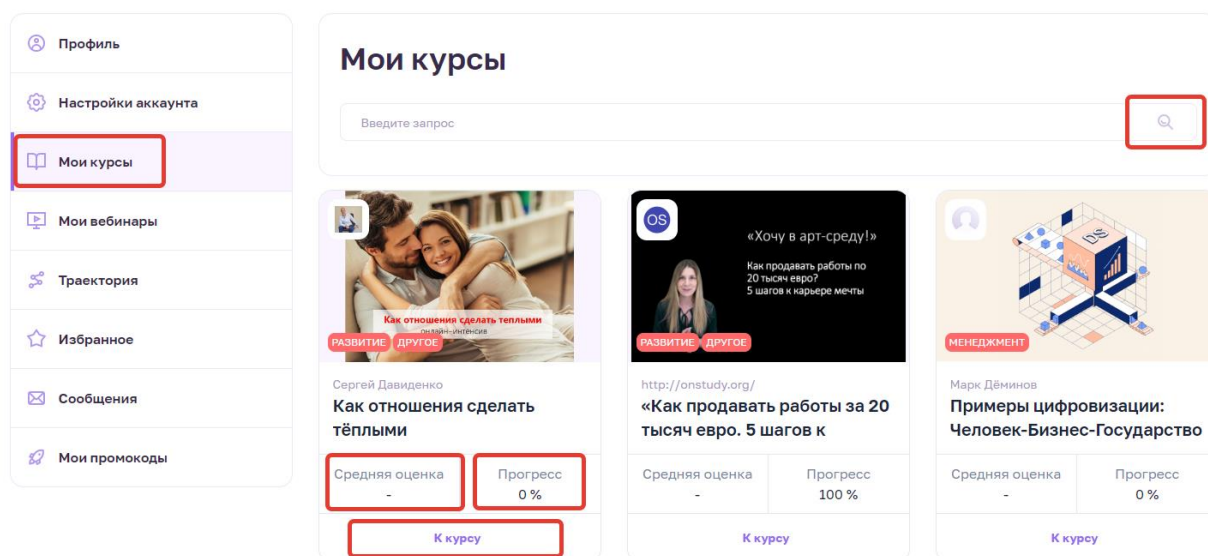 Профиль
Настройки аккаунта
Мои курсы
Мои вебинары
Траектория
Избранное
Сообщения
Мои промокоды
Мои курсы
Введите запрос
Как отношения сделать теплыми
онлайн-интенсив
РАЗВИТИЕ ДРУГОЕ
Сергей Давиденко
Как отношения сделать
тёплыми
Средняя оценка
-
Прогресс
0 %
К курсу
OS
«Хочу в арт-среду!»
Как продавать работы по
20 тысяч евро?
5 шагов к карьере мечты
РАЗВИТИЕ ДРУГОЕ
http://onstudy.org/
«Как продавать работы за 20
тысяч евро. 5 шагов к
Средняя оценка
-
Прогресс
100 %
К курсу
DS
МЕНЕДЖМЕНТ
Марк Дёминов
Примеры цифровизации:
Человек-Бизнес-Государство
Средняя оценка
-
Прогресс
0 %
К курсу